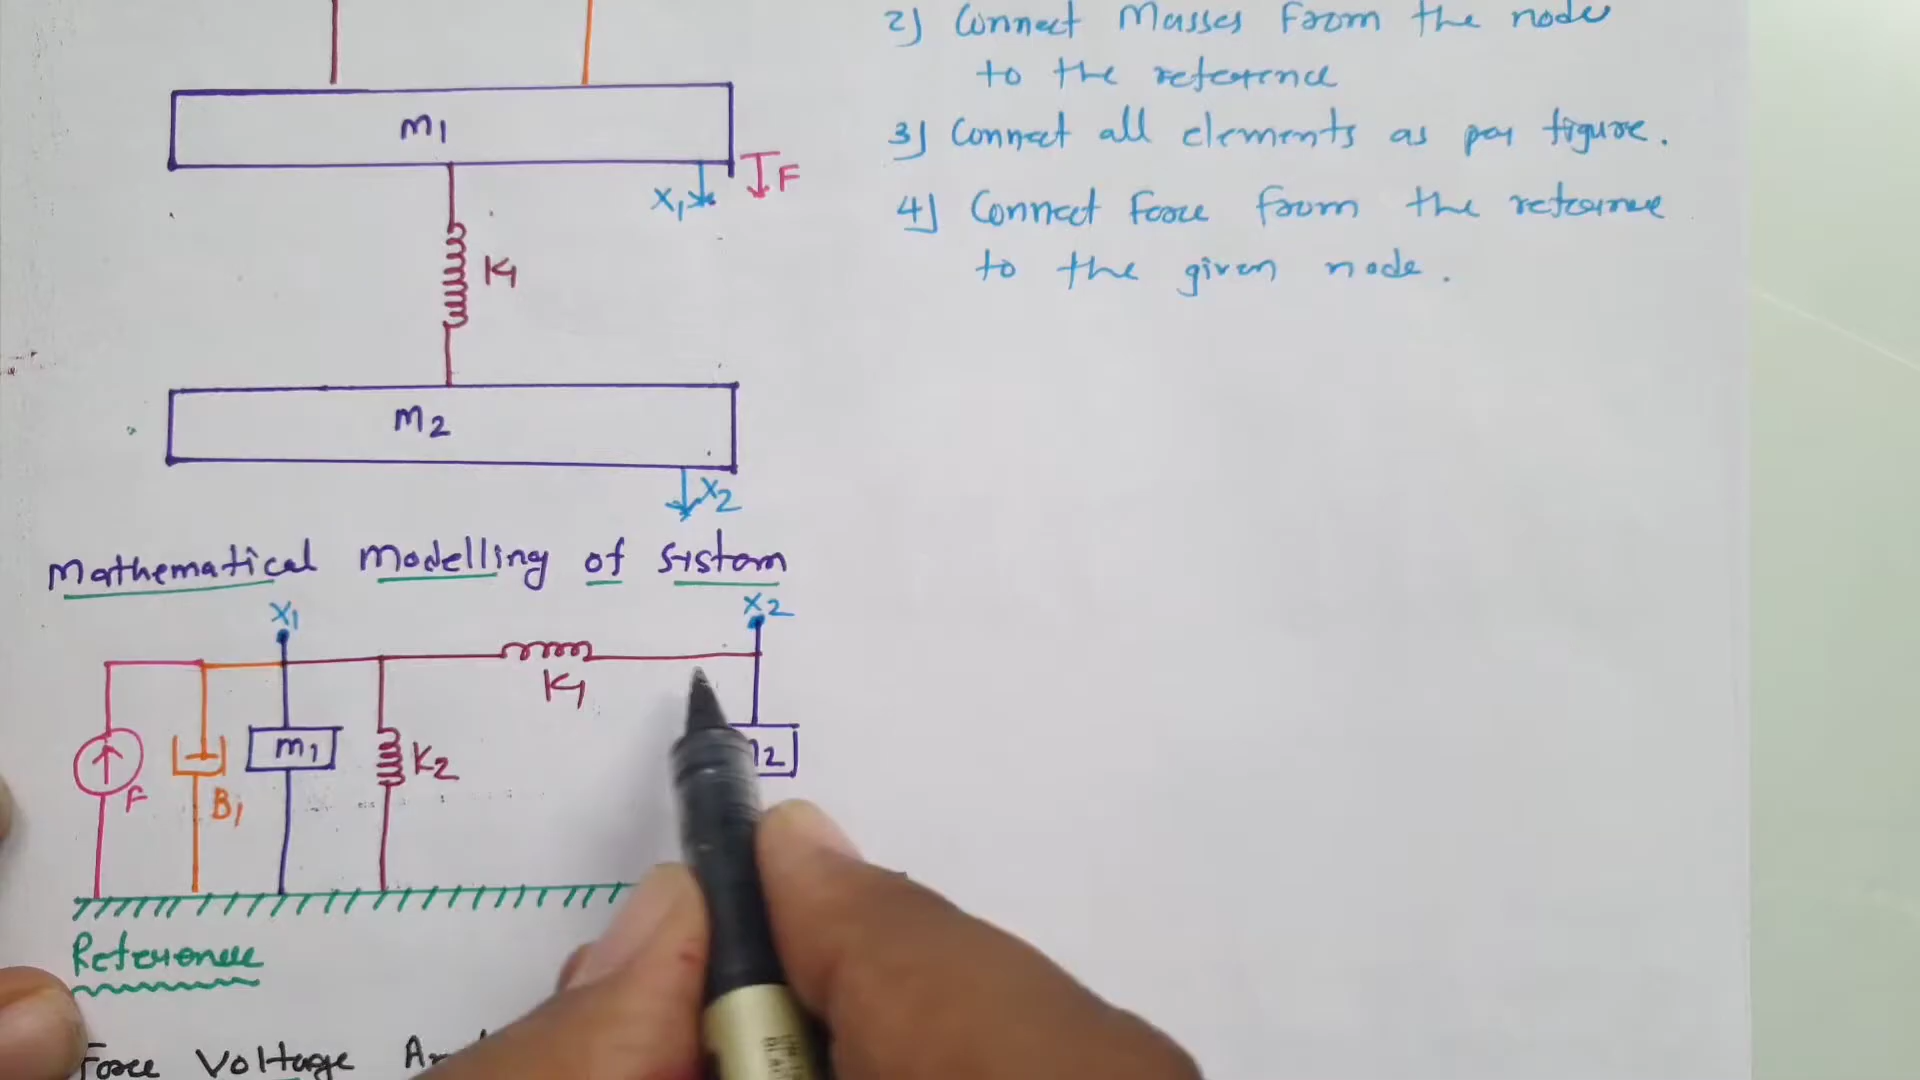 2) Connect Masses From the node
to the reference
3) Connect all elements as per figure.
4) Connect Force from the reference
to the given node.
m1
X1
F
K1
m2
X2
Mathematical Modelling of System
X1
X2
K1
m1
K2
F
B1
Reference
Force Voltage